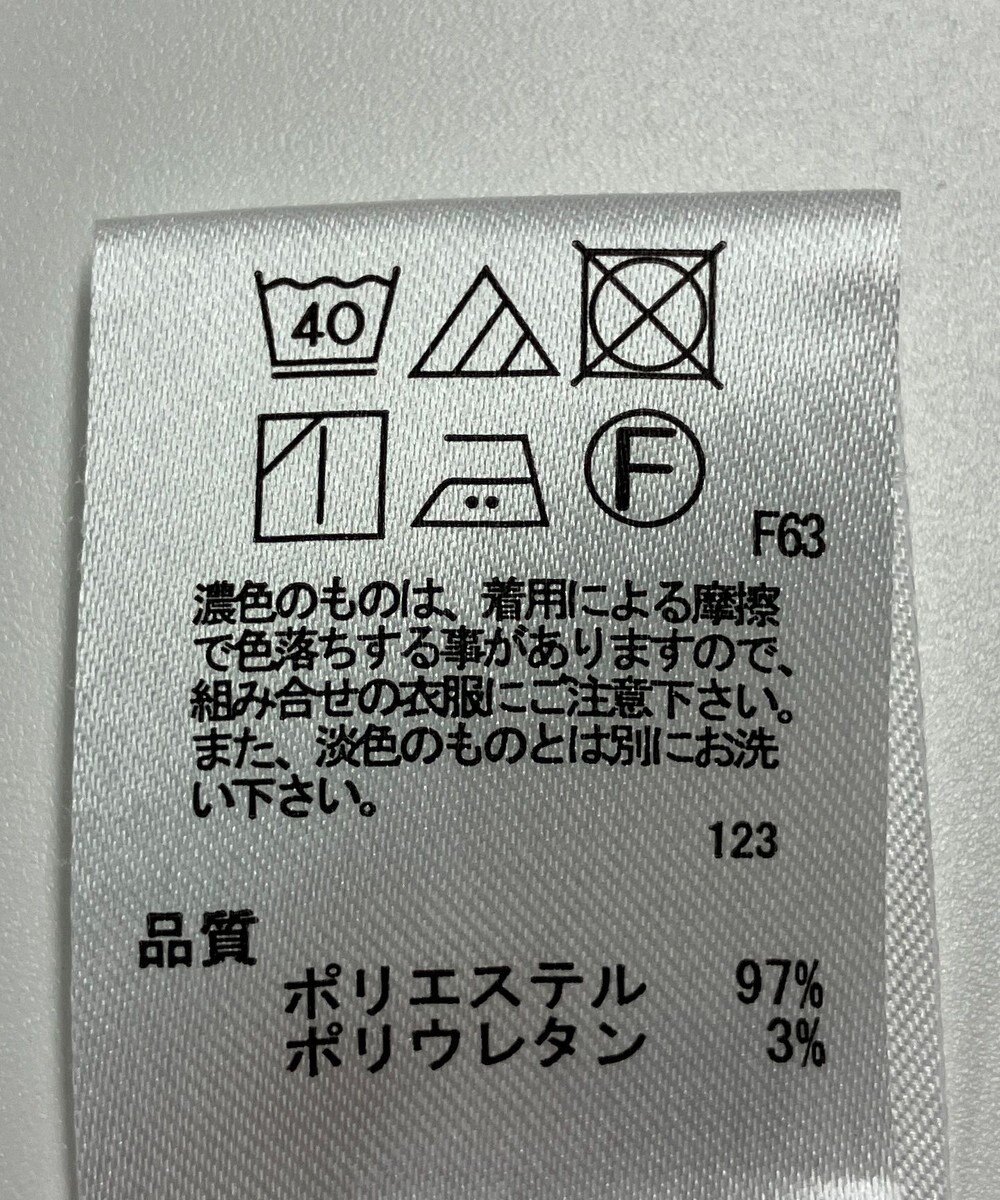 40
F
F63
濃色のものは、着用による摩擦
で色落ちする事がありますので、
組み合せの衣服にご注意下さい。
また、淡色のものとは別にお洗
い下さい。
123
品質
ポリエステル 97%
ポリウレタン 3%